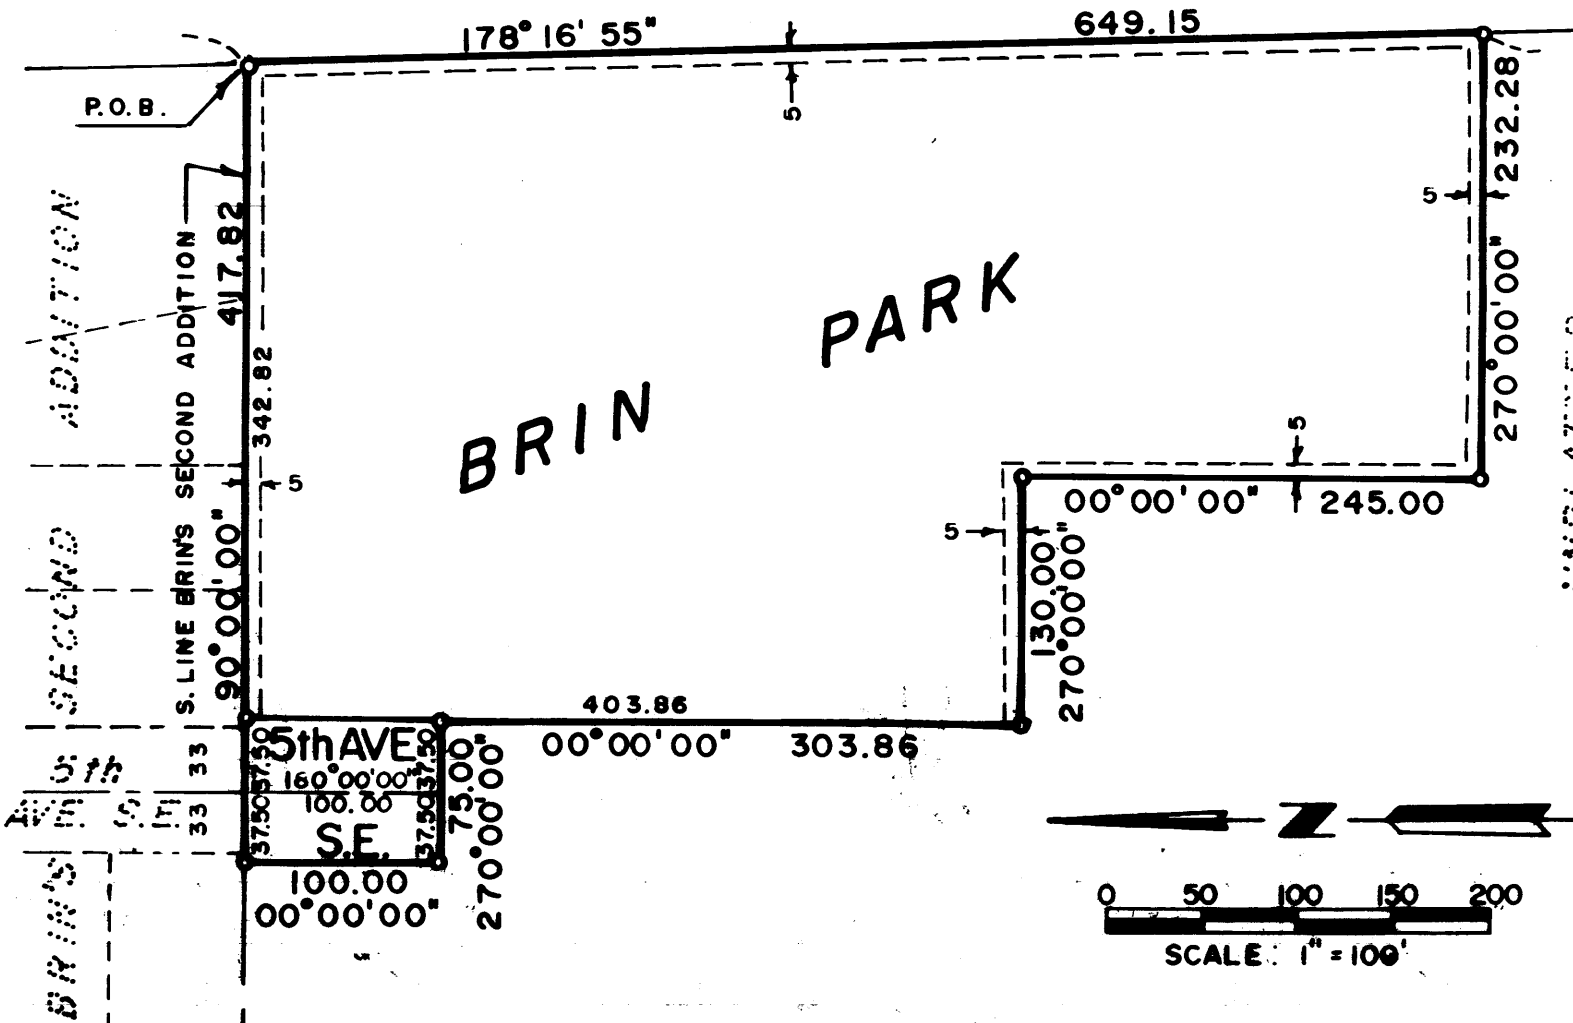 178° 16' 55"
649.15
P.O.B.
5
232.28
270° 00' 00"
5
S. LINE BRIN'S SECOND ADDITION
417.82
90° 00' 00"
342.82
5
BRIN PARK
5
00° 00' 00"
245.00
5
130.00
270° 00' 00"
403.86
00° 00' 00"
303.86
BRIN'S SECOND ADDITION
5th
AVE. S.E.
33
33
5th AVE
160° 00' 00"
100.00
S.E.
37.50
37.50
37.50
37.50
75.00
270° 00' 00"
100.00
00° 00' 00"
Z
0 50 100 150 200
SCALE: 1" = 100'